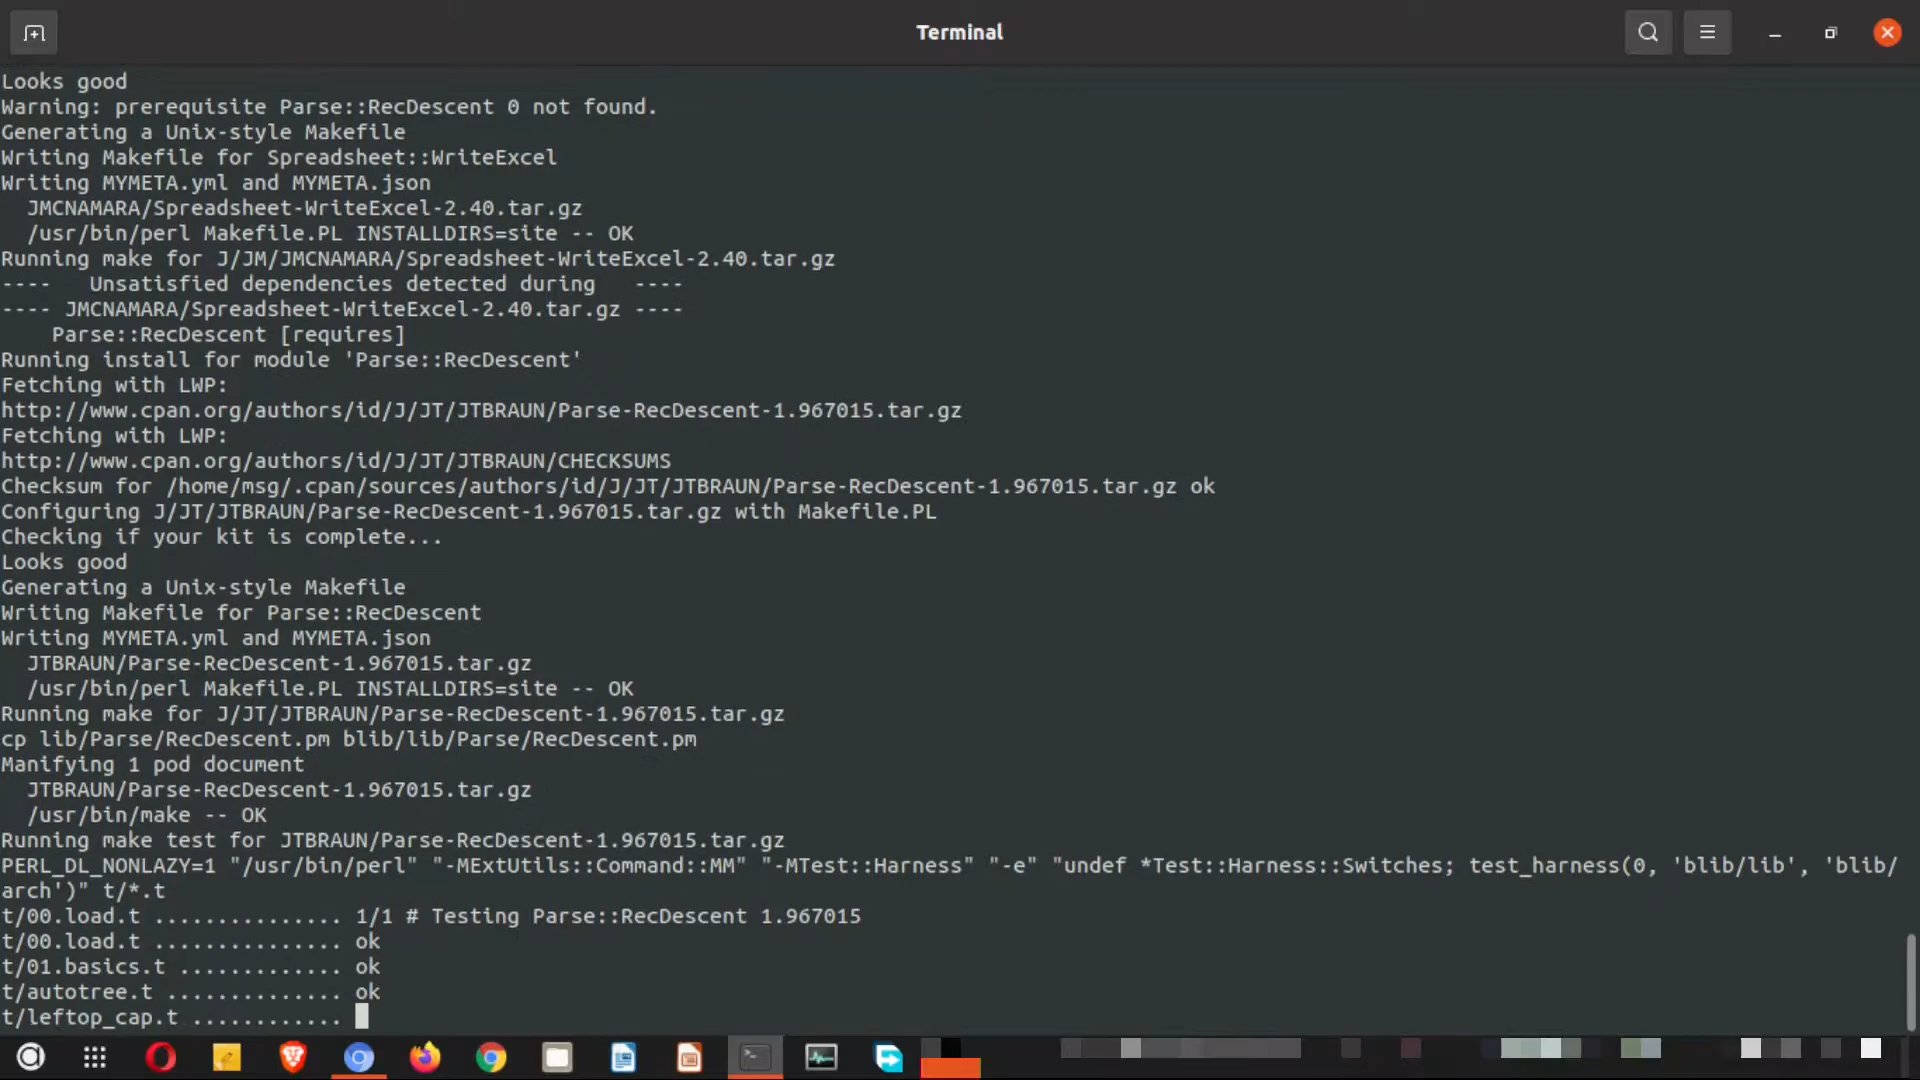 Terminal
Looks good
Warning: prerequisite Parse::RecDescent 0 not found.
Generating a Unix-style Makefile
Writing Makefile for Spreadsheet::WriteExcel
Writing MYMETA.yml and MYMETA.json
  JMCNAMARA/Spreadsheet-WriteExcel-2.40.tar.gz
  /usr/bin/perl Makefile.PL INSTALLDIRS=site -- OK
Running make for J/JM/JMCNAMARA/Spreadsheet-WriteExcel-2.40.tar.gz
----   Unsatisfied dependencies detected during   ----
---- JMCNAMARA/Spreadsheet-WriteExcel-2.40.tar.gz ----
    Parse::RecDescent [requires]
Running install for module 'Parse::RecDescent'
Fetching with LWP:
http://www.cpan.org/authors/id/J/JT/JTBRAUN/Parse-RecDescent-1.967015.tar.gz
Fetching with LWP:
http://www.cpan.org/authors/id/J/JT/JTBRAUN/CHECKSUMS
Checksum for /home/msg/.cpan/sources/authors/id/J/JT/JTBRAUN/Parse-RecDescent-1.967015.tar.gz ok
Configuring J/JT/JTBRAUN/Parse-RecDescent-1.967015.tar.gz with Makefile.PL
Checking if your kit is complete...
Looks good
Generating a Unix-style Makefile
Writing Makefile for Parse::RecDescent
Writing MYMETA.yml and MYMETA.json
  JTBRAUN/Parse-RecDescent-1.967015.tar.gz
  /usr/bin/perl Makefile.PL INSTALLDIRS=site -- OK
Running make for J/JT/JTBRAUN/Parse-RecDescent-1.967015.tar.gz
cp lib/Parse/RecDescent.pm blib/lib/Parse/RecDescent.pm
Manifying 1 pod document
  JTBRAUN/Parse-RecDescent-1.967015.tar.gz
  /usr/bin/make -- OK
Running make test for JTBRAUN/Parse-RecDescent-1.967015.tar.gz
PERL_DL_NONLAZY=1 "/usr/bin/perl" "-MExtUtils::Command::MM" "-MTest::Harness" "-e" "undef *Test::Harness::Switches; test_harness(0, 'blib/lib', 'blib/
arch')" t/*.t
t/00.load.t ............... 1/1 # Testing Parse::RecDescent 1.967015
t/00.load.t ............... ok
t/01.basics.t ............. ok
t/autotree.t .............. ok
t/leftop_cap.t ............